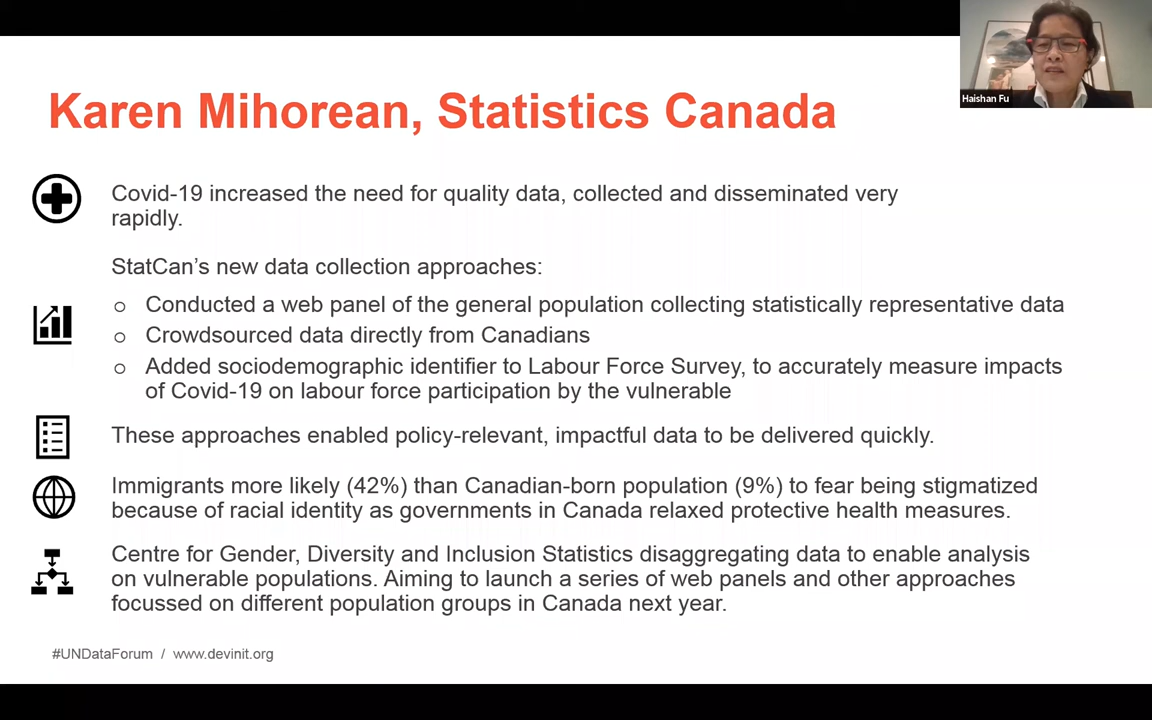 Haishan Fu
Karen Mihorean, Statistics Canada
Covid-19 increased the need for quality data, collected and disseminated very
rapidly.
StatCan’s new data collection approaches:
o Conducted a web panel of the general population collecting statistically representative data
o Crowdsourced data directly from Canadians
o Added sociodemographic identifier to Labour Force Survey, to accurately measure impacts
of Covid-19 on labour force participation by the vulnerable
These approaches enabled policy-relevant, impactful data to be delivered quickly.
Immigrants more likely (42%) than Canadian-born population (9%) to fear being stigmatized
because of racial identity as governments in Canada relaxed protective health measures.
Centre for Gender, Diversity and Inclusion Statistics disaggregating data to enable analysis
on vulnerable populations. Aiming to launch a series of web panels and other approaches
focussed on different population groups in Canada next year.
#UNDataForum / www.devinit.org